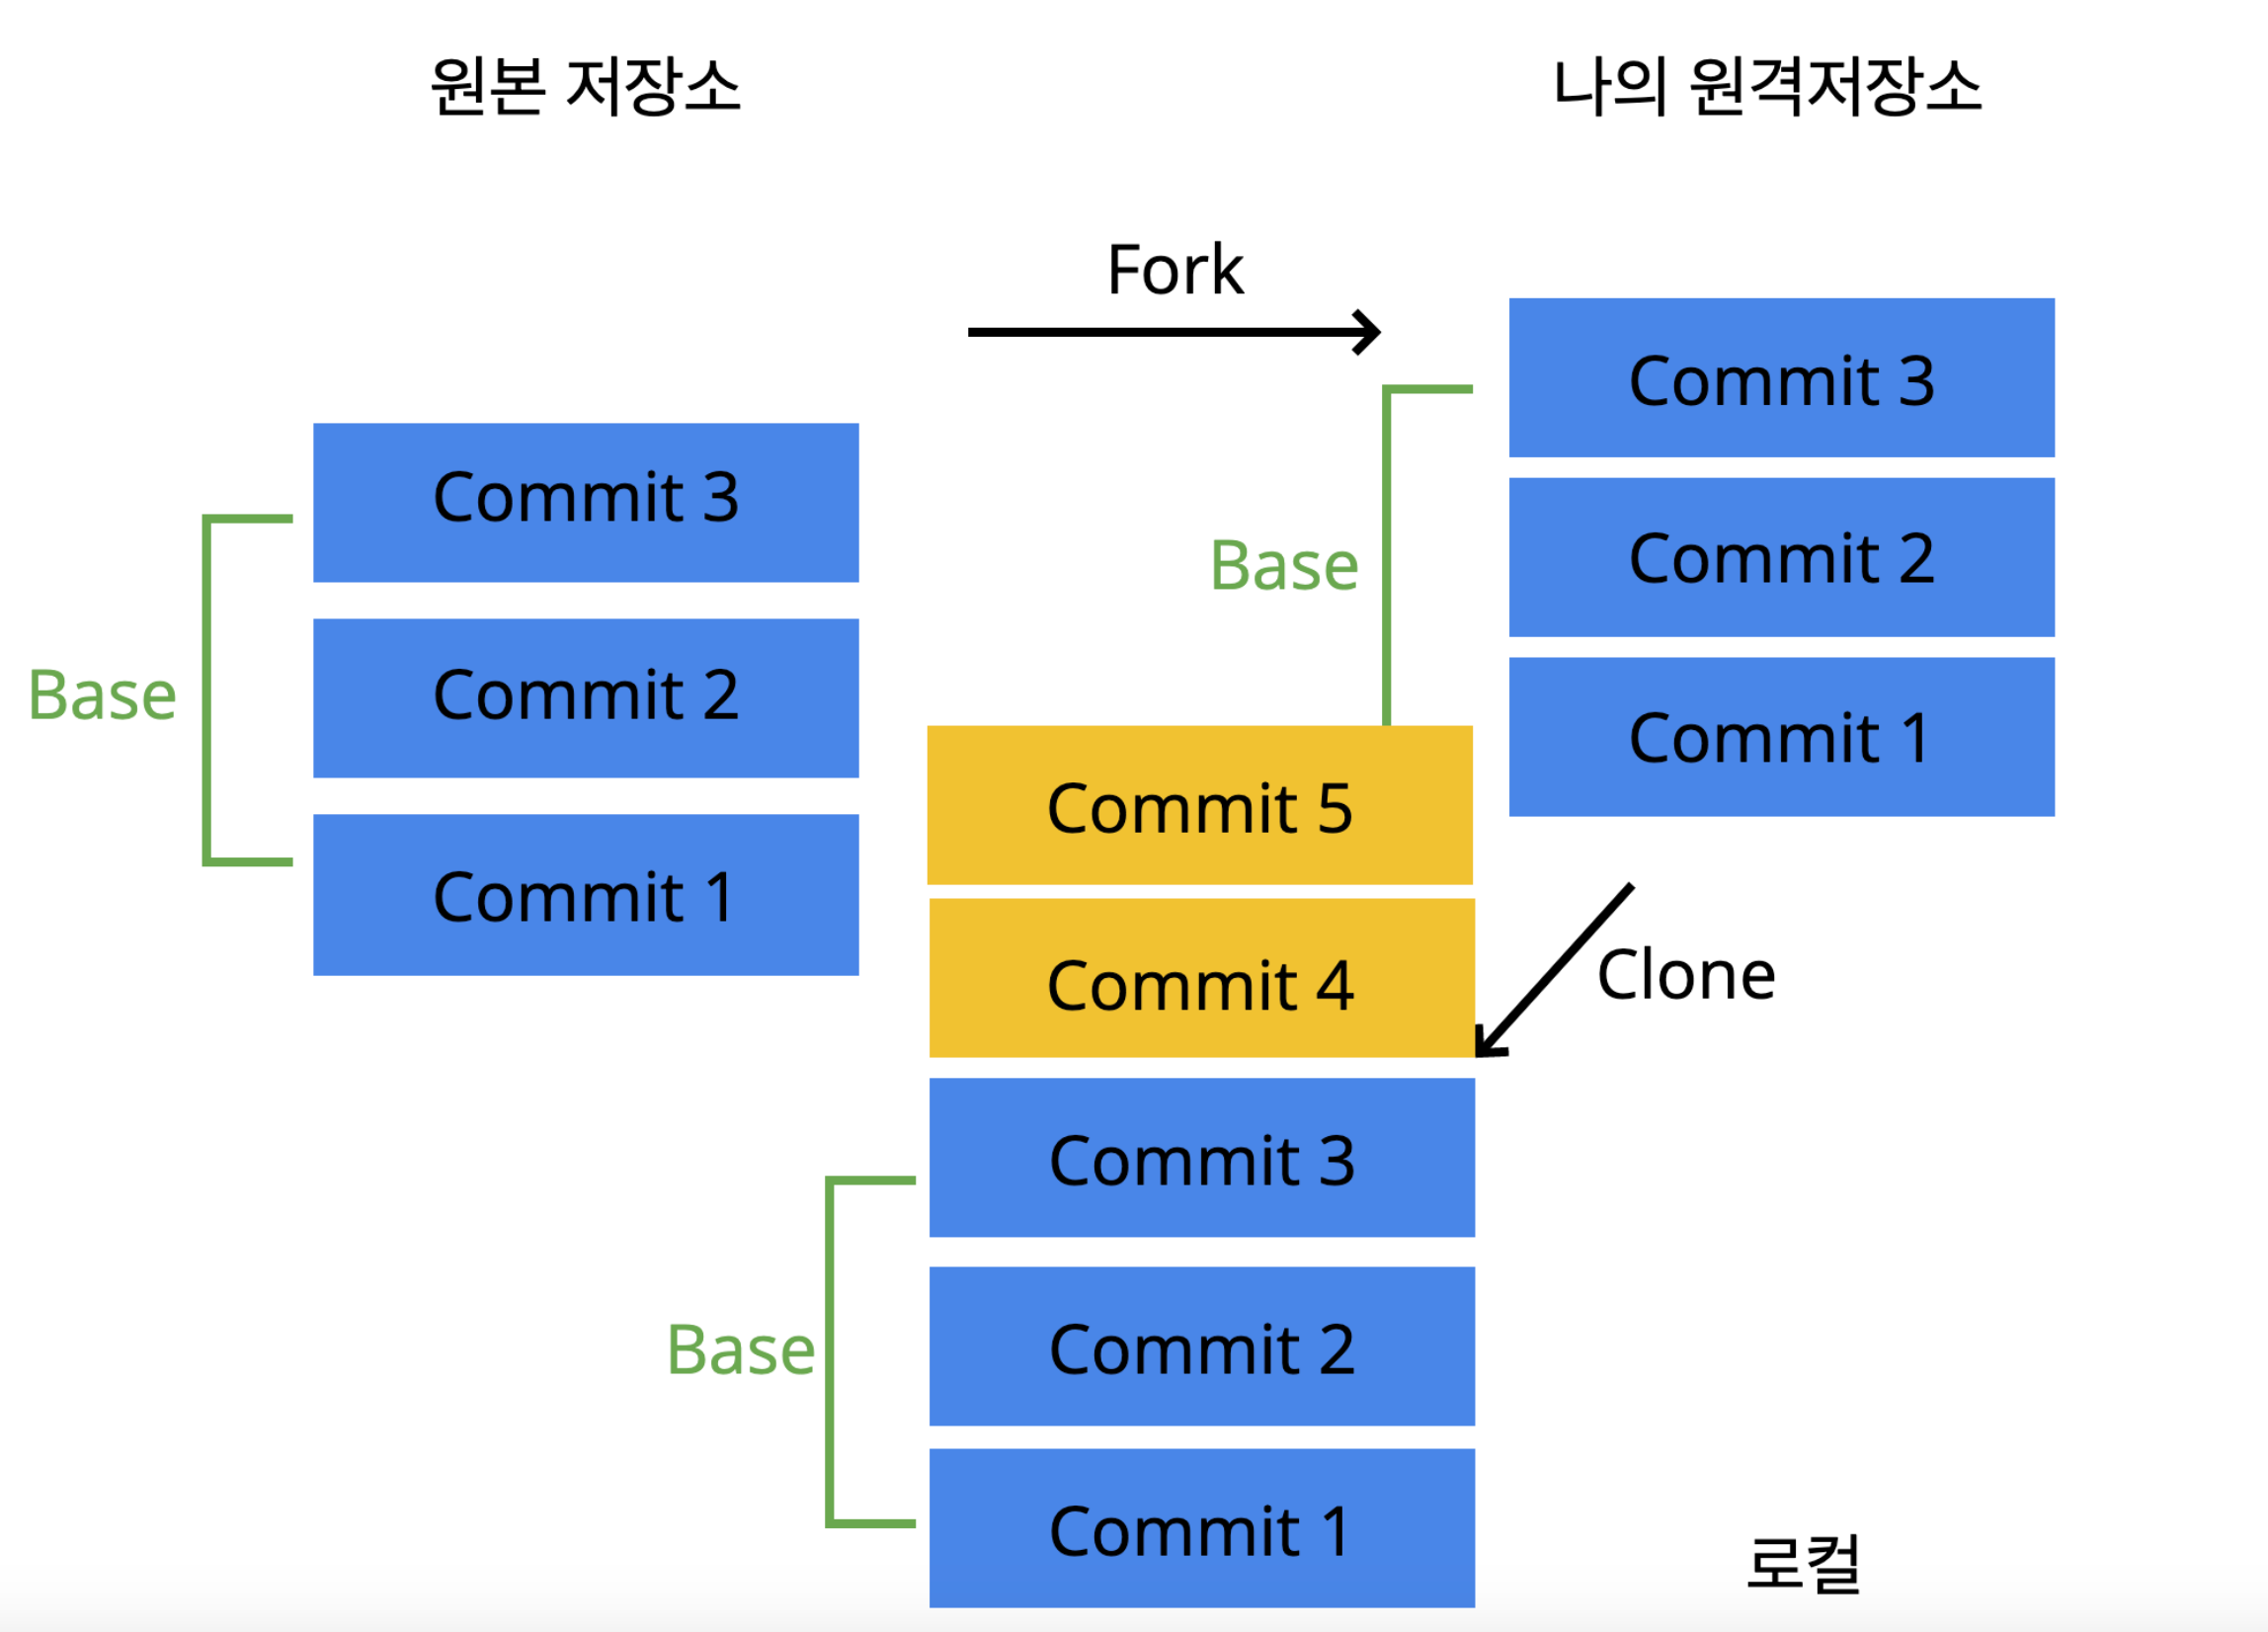 원본 저장소
나의 원격저장소
Fork
Commit 3
Commit 2
Commit 1
Base
Commit 3
Commit 2
Commit 1
Base
Clone
Commit 5
Commit 4
Commit 3
Commit 2
Commit 1
Base
로컬